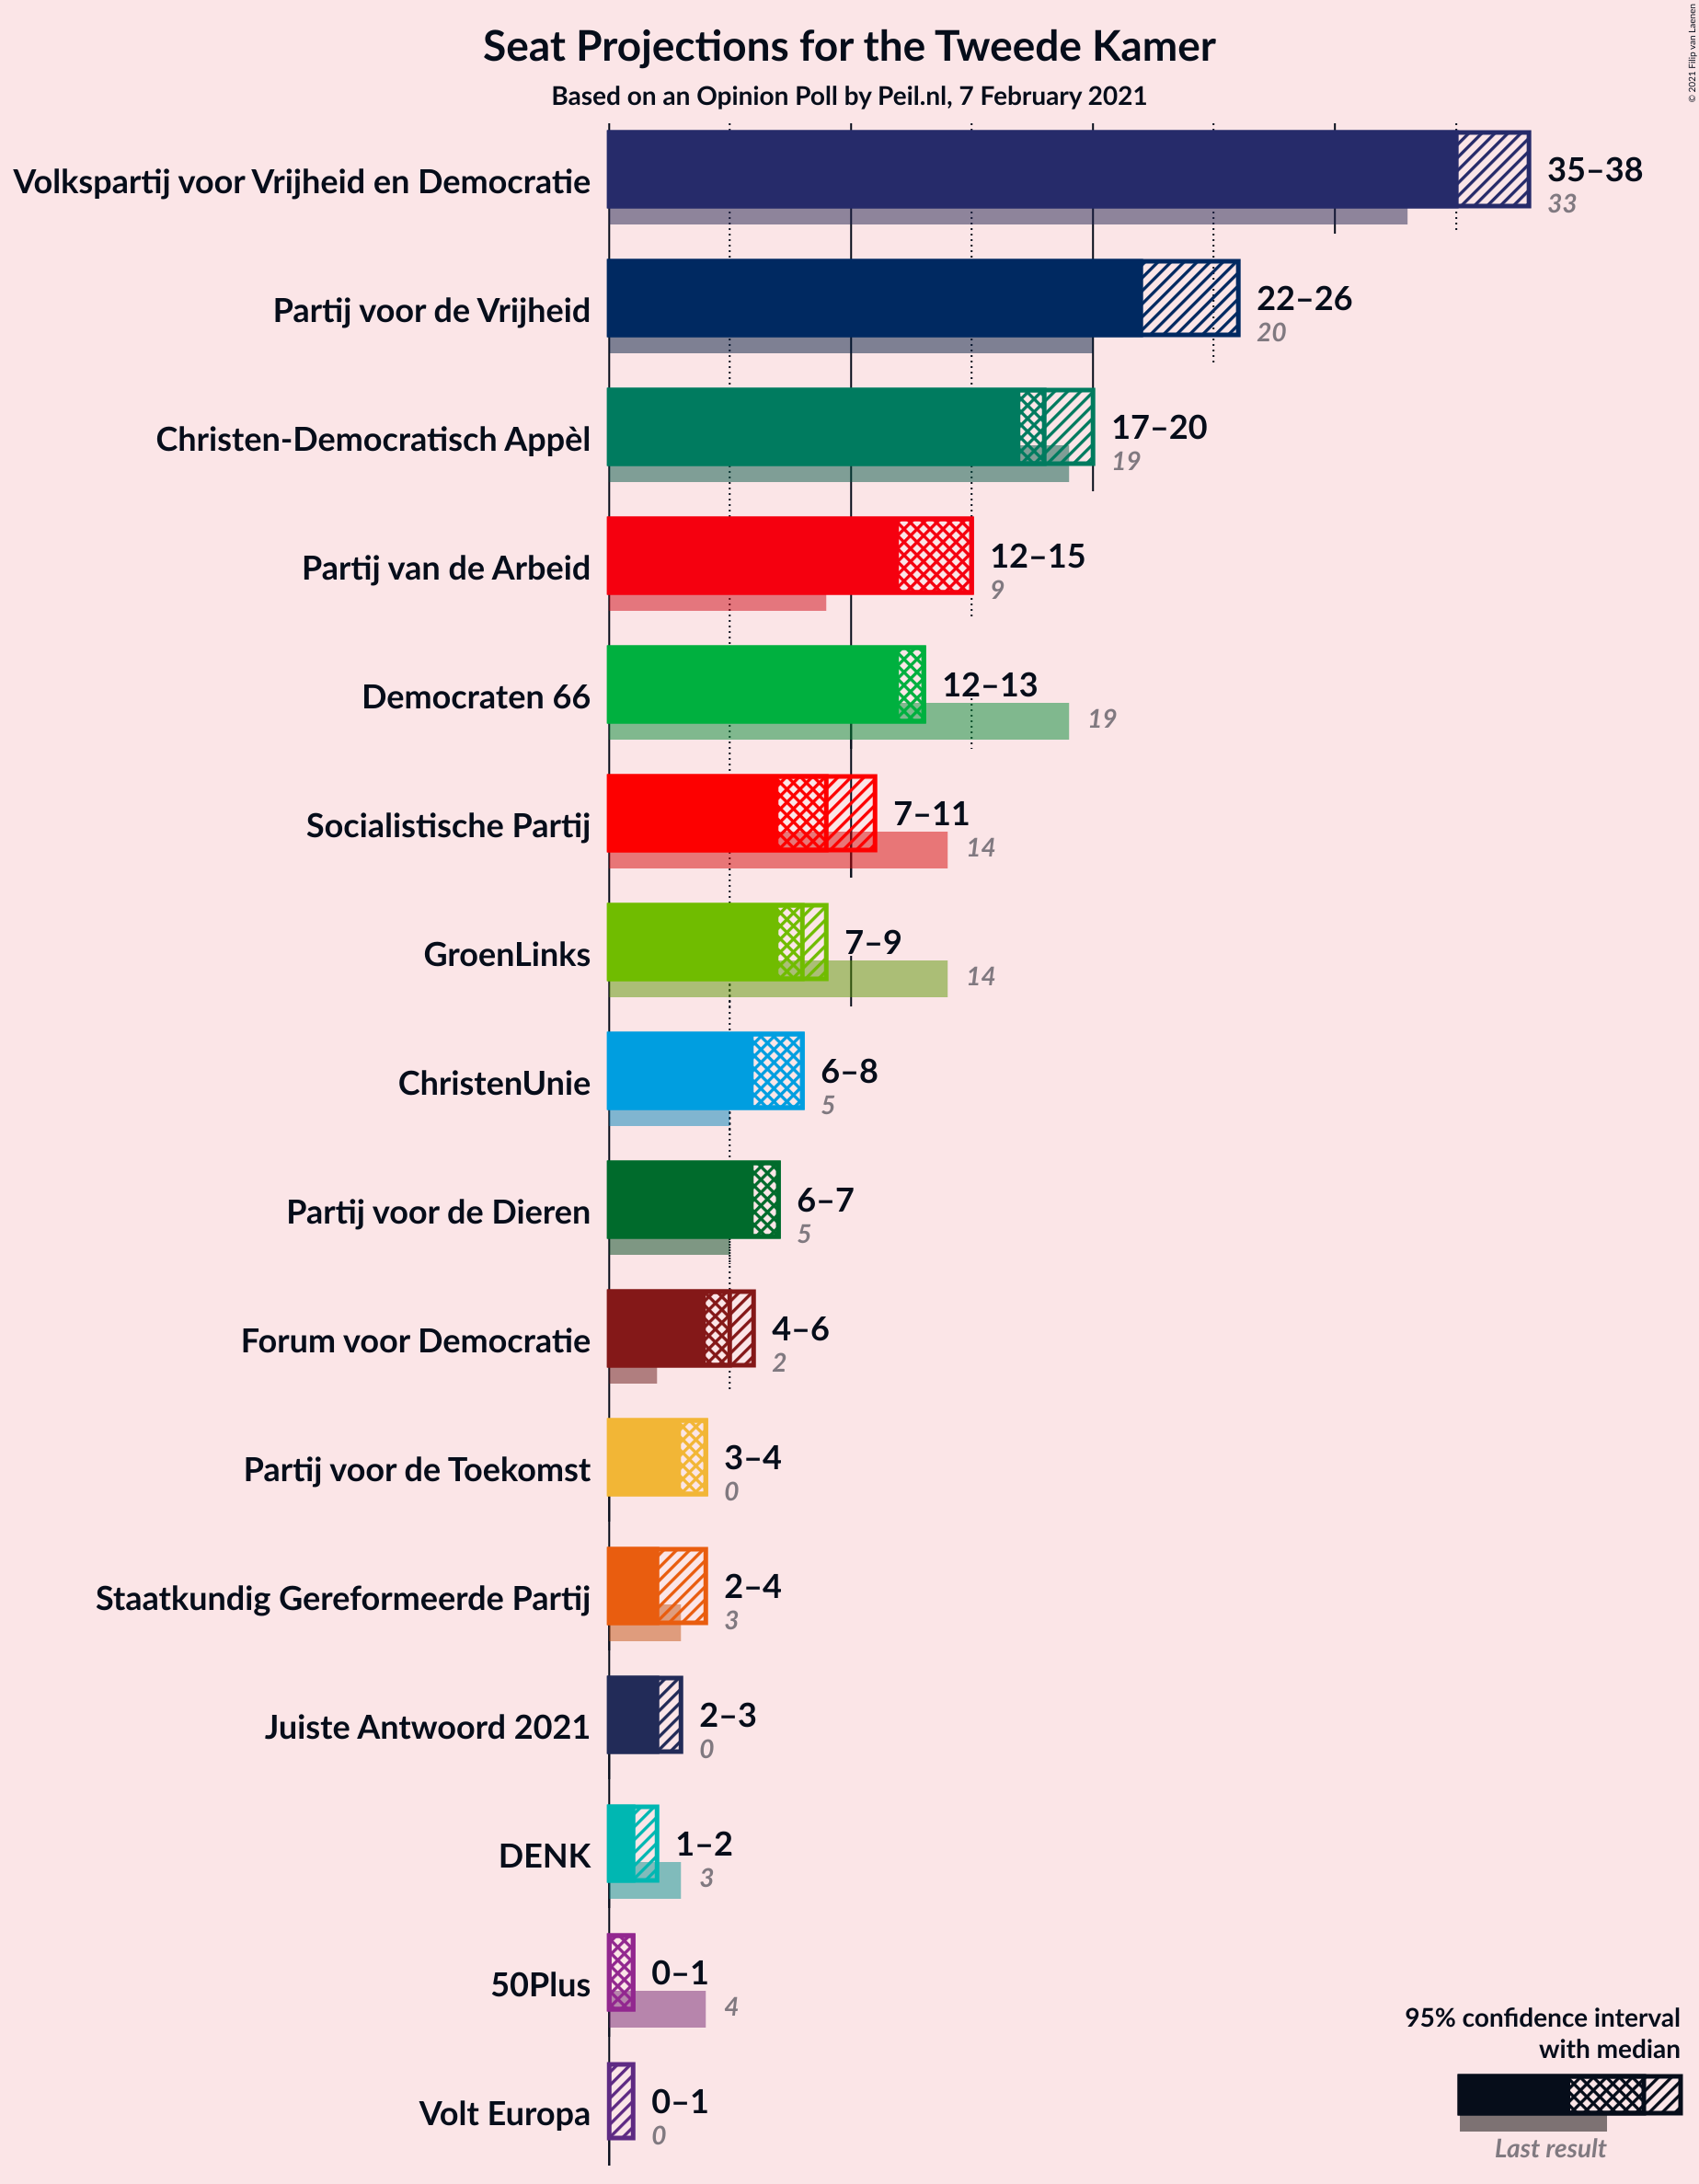 © 2021 Filip van Laenen
Seat Projections for the Tweede Kamer
Based on an Opinion Poll by Peil.nl, 7 February 2021
Volkspartij voor Vrijheid en Democratie
35–38
33
Partij voor de Vrijheid
22–26
20
Christen-Democratisch Appèl
17–20
19
Partij van de Arbeid
12–15
9
Democraten 66
12–13
19
Socialistische Partij
7–11
14
GroenLinks
7–9
14
ChristenUnie
6–8
5
Partij voor de Dieren
6–7
5
Forum voor Democratie
4–6
2
Partij voor de Toekomst
3–4
0
Staatkundig Gereformeerde Partij
2–4
3
Juiste Antwoord 2021
2–3
0
DENK
1–2
3
50Plus
0–1
4
Volt Europa
0–1
0
95% confidence interval
with median
Last result